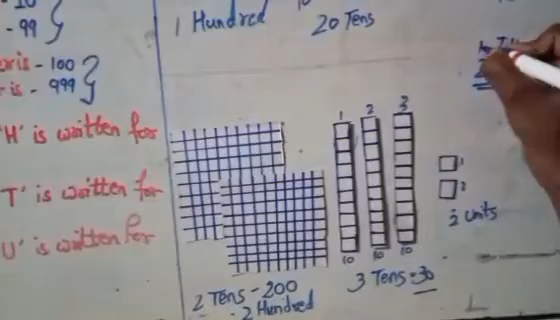 - 99
1 Hundred
20 Tens
- 100
- 999
'H' is written for
'T' is written for
'U' is written for
1
2
3
1
2
10
10
10
2 units
2 Tens - 200
3 Tens = 30
2 Hundred